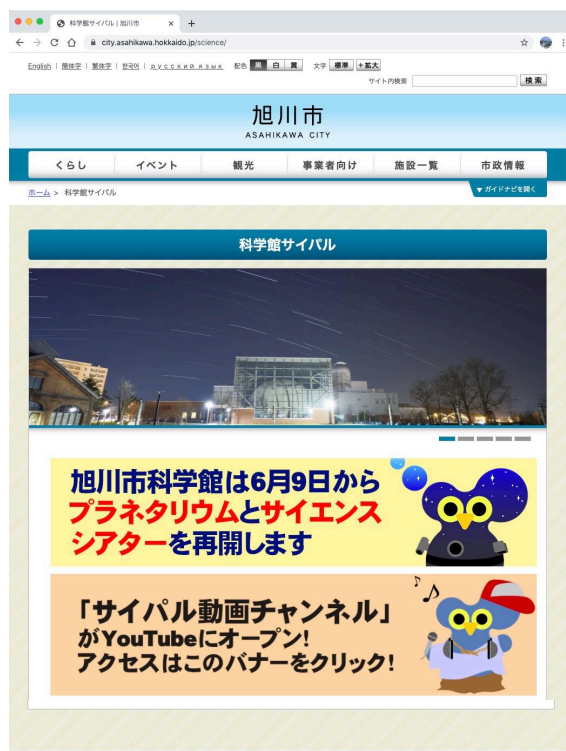 科学館サイパル | 旭川市
city.asahikawa.hokkaido.jp/science/
English | 簡体字 | 繁体字 | 한국어 | русский язык 配色 黒 白 黄 文字 標準 +拡大
サイト内検索 検索
旭川市
ASAHIKAWA CITY
くらし イベント 観光 事業者向け 施設一覧 市政情報
ホーム > 科学館サイパル
▼ガイドナビを開く
科学館サイパル
旭川市科学館は6月9日から
プラネタリウムとサイエンス
シアターを再開します
「サイパル動画チャンネル」
がYouTubeにオープン!
アクセスはこのバナーをクリック!